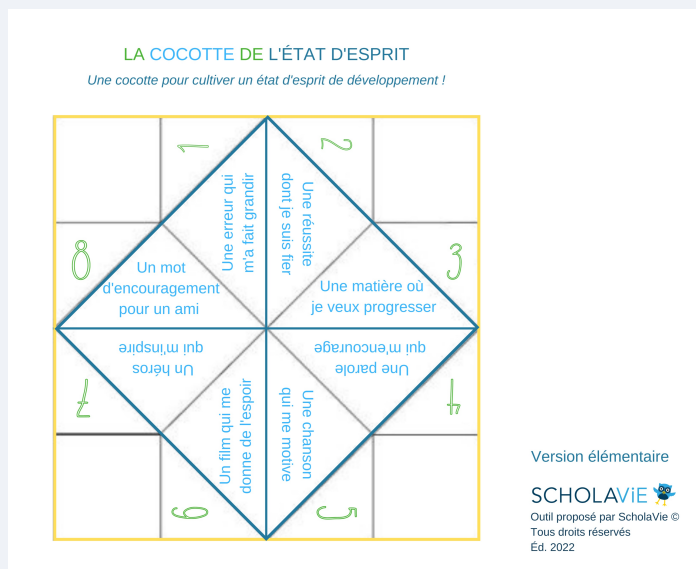 LA COCOTTE DE L'ÉTAT D'ESPRIT
Une cocotte pour cultiver un état d'esprit de développement !
1
Une erreur qui
m'a fait grandir
2
Une réussite
dont je suis fier
3
Une matière où
je veux progresser
4
Une parole
qui m'encourage
5
Une chanson
qui me motive
6
Un film qui me
donne de l'espoir
7
Un héros
qui m'inspire
8
Un mot
d'encouragement
pour un ami
Version élémentaire
SCHOLAViE
Outil proposé par ScholaVie ©
Tous droits réservés
Éd. 2022